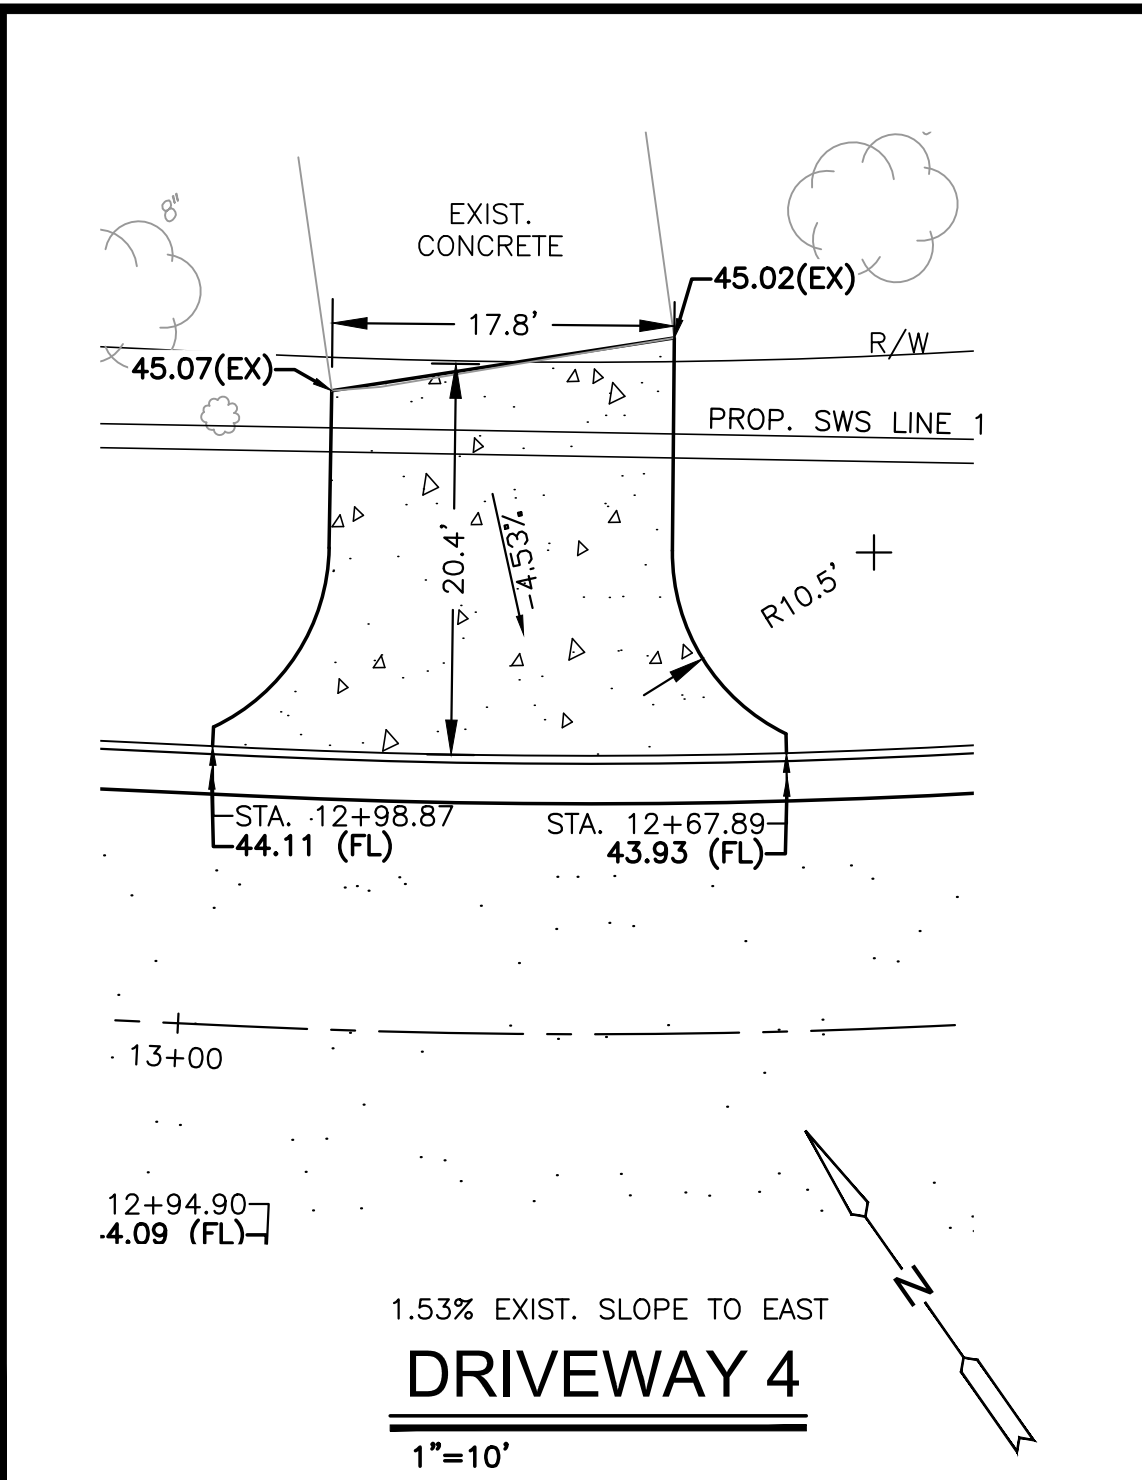 8"
EXIST.
CONCRETE
45.02(EX)
17.8'
R/W
45.07(EX)
PROP. SWS LINE 1
20.4'
-4.53%
R10.5'
STA. 12+98.87
44.11 (FL)
STA. 12+67.89
43.93 (FL)
13+00
12+94.90
4.09 (FL)
N
1.53% EXIST. SLOPE TO EAST
DRIVEWAY 4
1"=10'